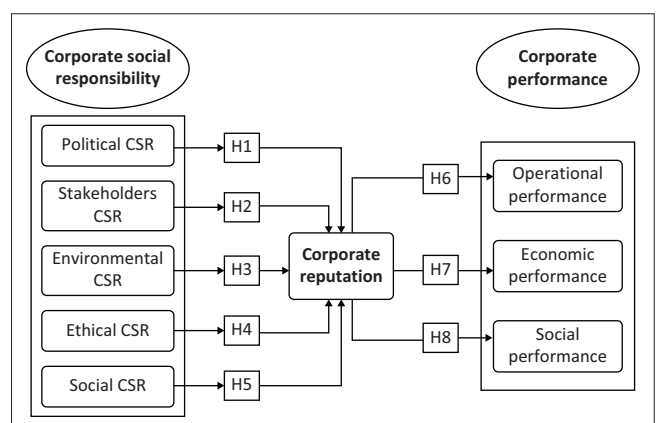 Corporate social
responsibility
Corporate
performance
Political CSR
H1
Stakeholders
CSR
H2
Environmental
CSR
H3
Ethical CSR
H4
Social CSR
H5
Corporate
reputation
H6
Operational
performance
H7
Economic
performance
H8
Social
performance